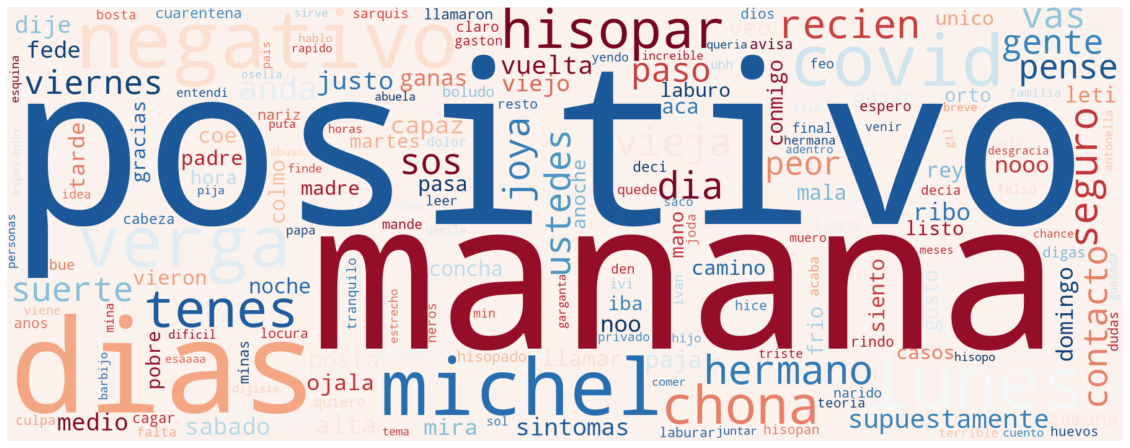 bosta cuarentena llamaron sarquis hisopar dios recien unico vas
dije negativo claro gaston sirve hablo rapido pais queria avisa veo covid gente
fede viernes osella anda justo ganas vuelta viejo yendo uhh increible paso laburo feo pasar familia pense
esquina entendi nariz puta abuela boludo resto aca conmigo espero orto leti
positivo
tarde gracias coe hora padre idea abuso horas martes capaz dolor joya anoche vieja final hermana adentro venir bola breve gil nooo desgracia antonella
esperando pija colmo finde madre sos pasa leer ustedes deci dia quede peor mala rey decia falso seguro
personas cabeza papa mande decile saco mano joda muero ribo listo chance digas
verga manana
bue vieron noche concha iba den ivi camino meses contacto
suerte viene anos mina tenes tranquilo estrecho neros min garganta noo privado ivan hice acaba frio siento gusto domingo dudas guasada
dias barbijo pobre dificil esaaaa minas locura posta hisopado llamar paja hijo triste rindo casos hisopo
michel comer hermano narido teoria lunes
culpa medio cagar falta dijiste sabado quiero ojala alta tema mira sol sintomas laburar juntar chona hisopan supuestamente terrible cuento semana huevos